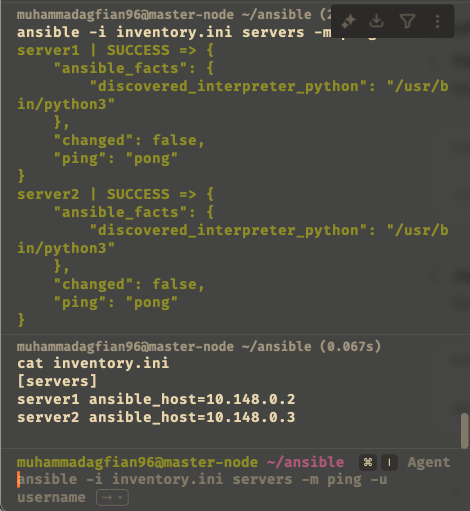 muhammadagfian96@master-node ~/ansible (2
ansible -i inventory.ini servers -m ping
server1 | SUCCESS => {
    "ansible_facts": {
        "discovered_interpreter_python": "/usr/b
in/python3"
    },
    "changed": false,
    "ping": "pong"
}
server2 | SUCCESS => {
    "ansible_facts": {
        "discovered_interpreter_python": "/usr/b
in/python3"
    },
    "changed": false,
    "ping": "pong"
}
muhammadagfian96@master-node ~/ansible (0.067s)
cat inventory.ini
[servers]
server1 ansible_host=10.148.0.2
server2 ansible_host=10.148.0.3
muhammadagfian96@master-node ~/ansible ⌘ I Agent
ansible -i inventory.ini servers -m ping -u
username